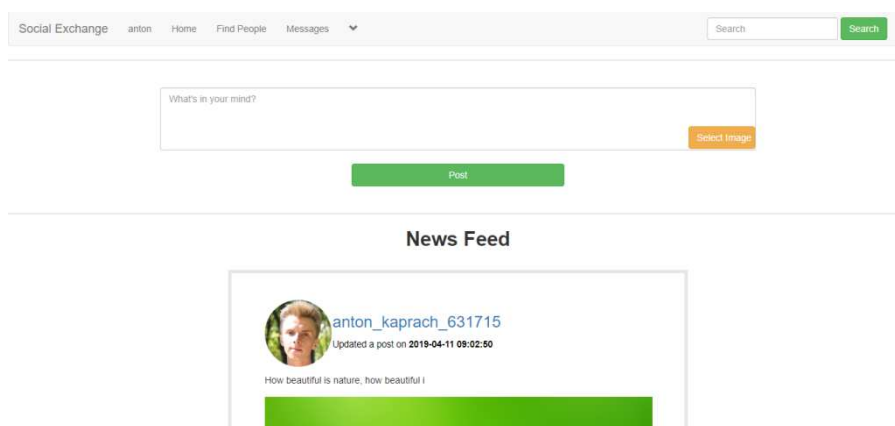 Social Exchange anton Home Find People Messages Search Search
What's in your mind?
Select Image
Post
News Feed
anton_kaprach_631715
Updated a post on 2019-04-11 09:02:50
How beautiful is nature, how beautiful i